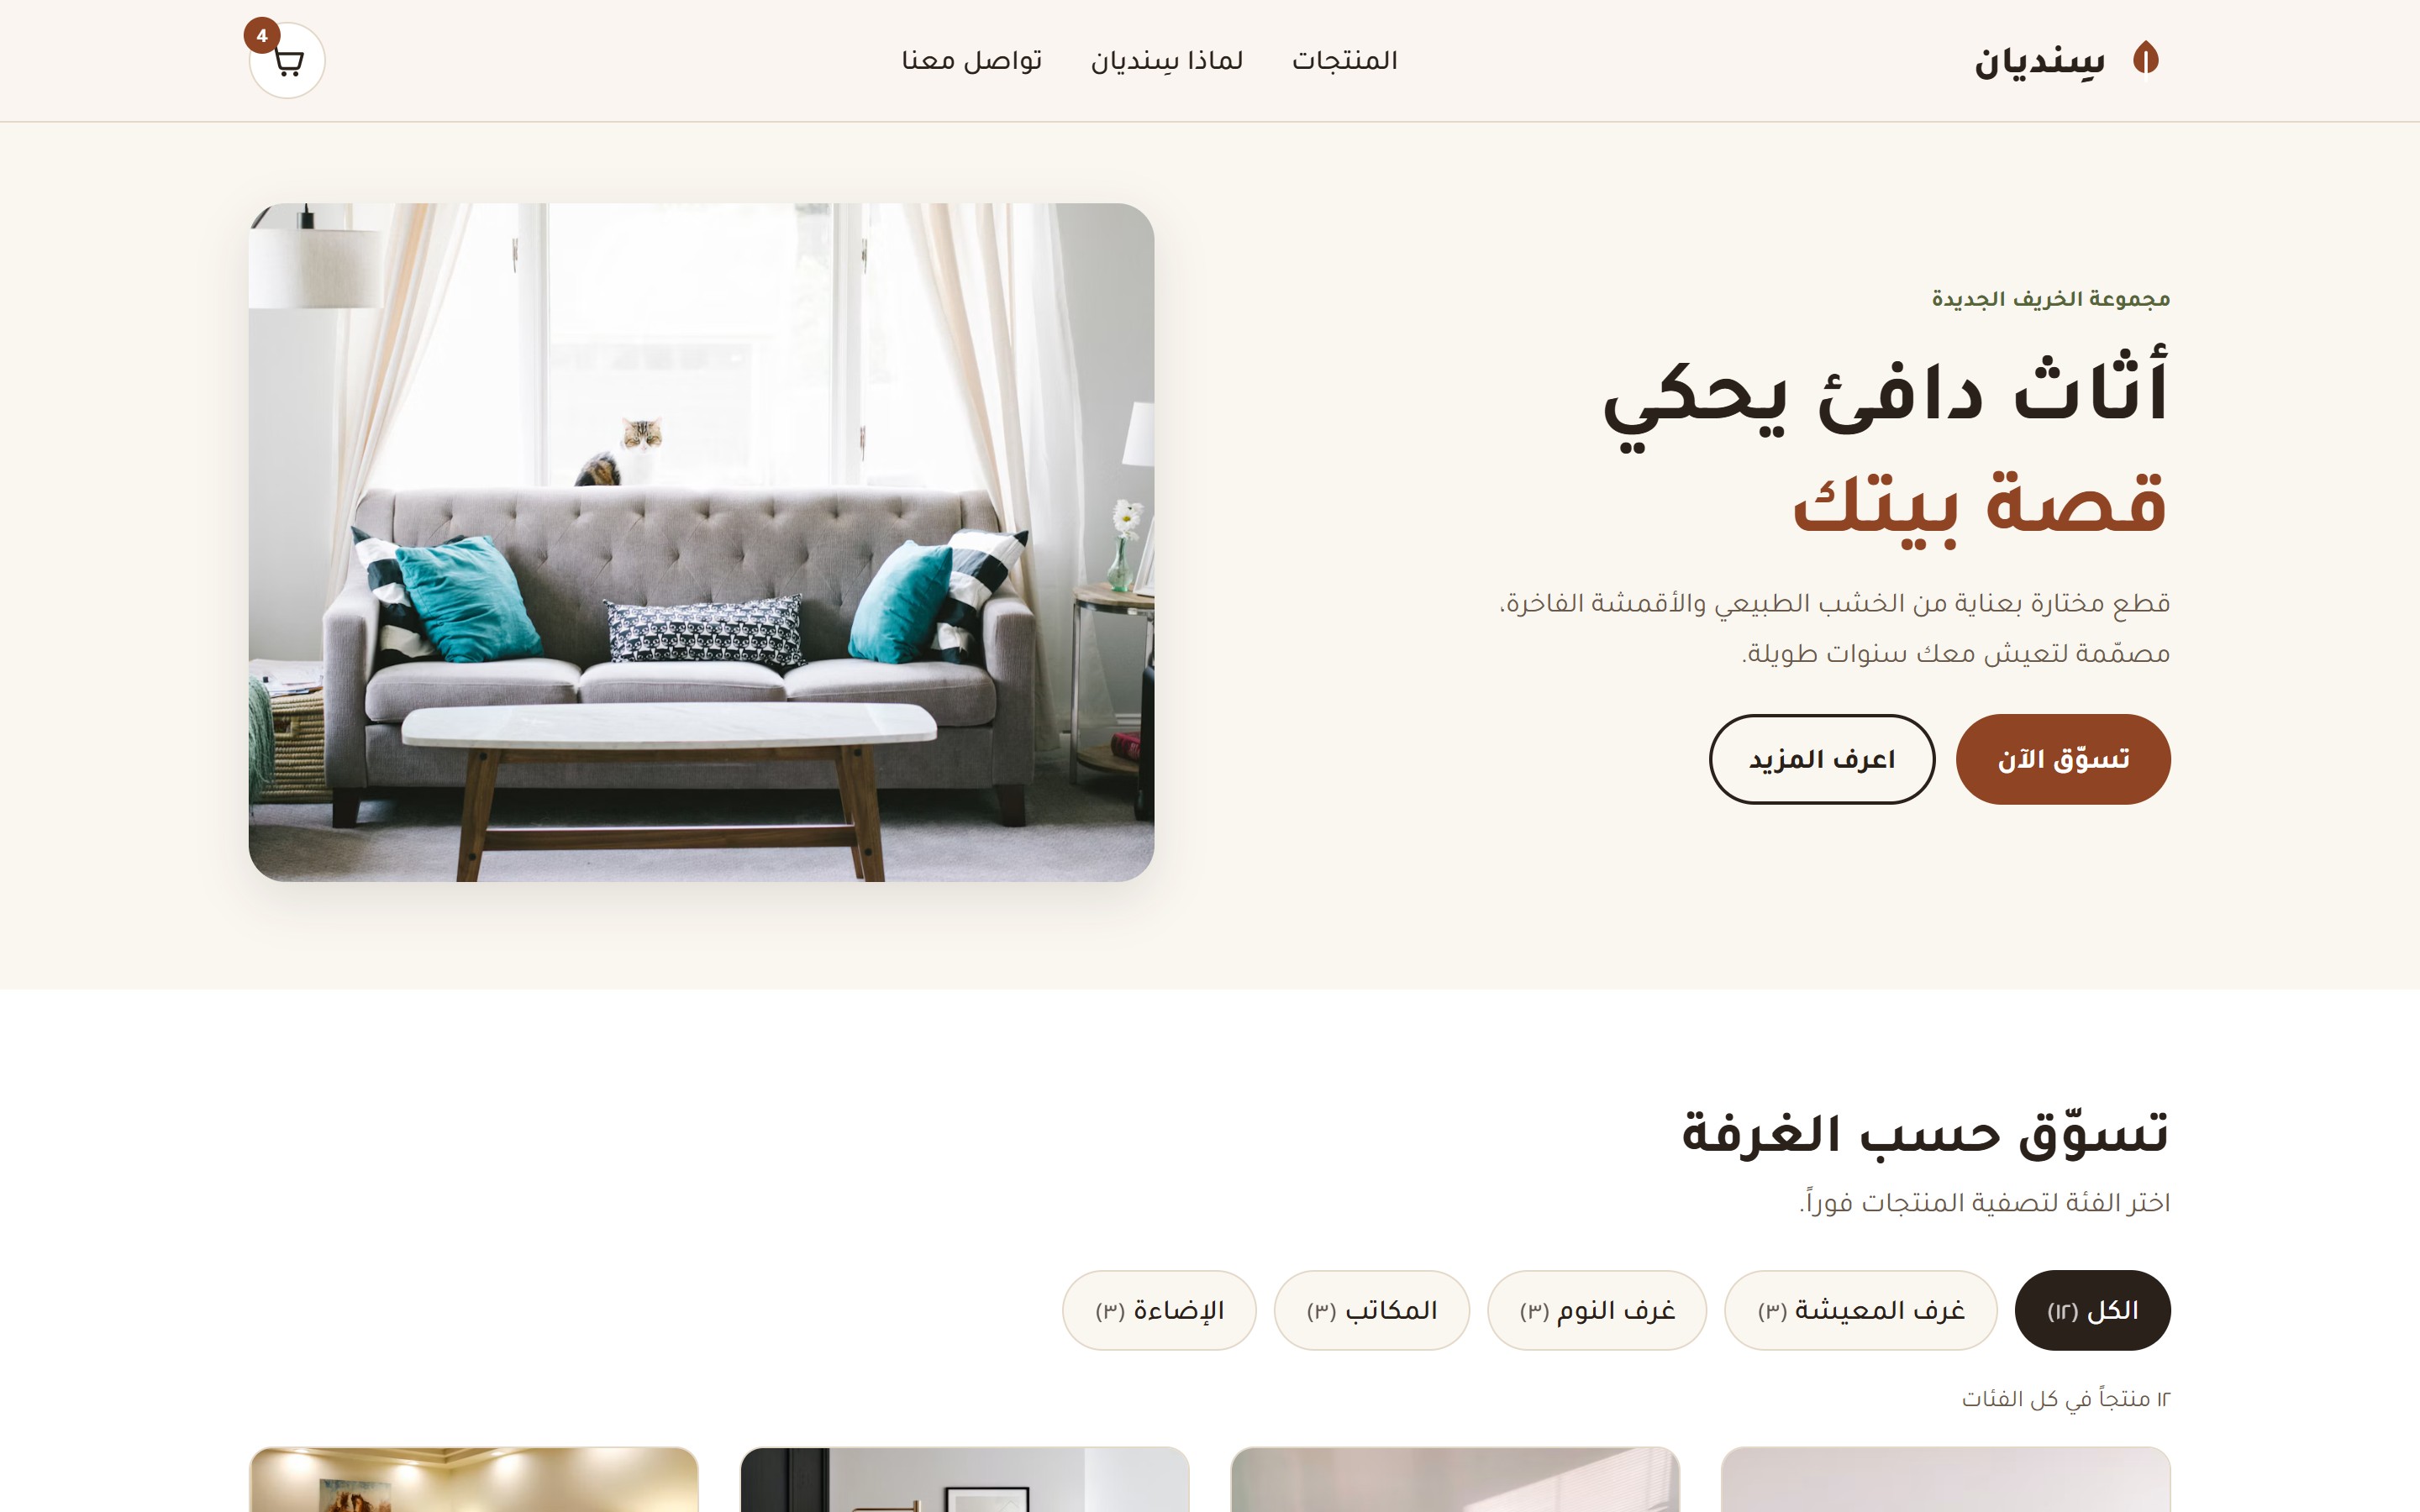 سِنديان
المنتجات
لماذا سِنديان
تواصل معنا
4
مجموعة الخريف الجديدة
أثاث دافئ يحكي
قصة بيتك
قطع مختارة بعناية من الخشب الطبيعي والأقمشة الفاخرة،
مصمّمة لتعيش معك سنوات طويلة.
تسوّق الآن
اعرف المزيد
تسوّق حسب الغرفة
اختر الفئة لتصفية المنتجات فوراً.
الكل (١٢)
غرف المعيشة (٣)
غرف النوم (٣)
المكاتب (٣)
الإضاءة (٣)
١٢ منتجاً في كل الفئات